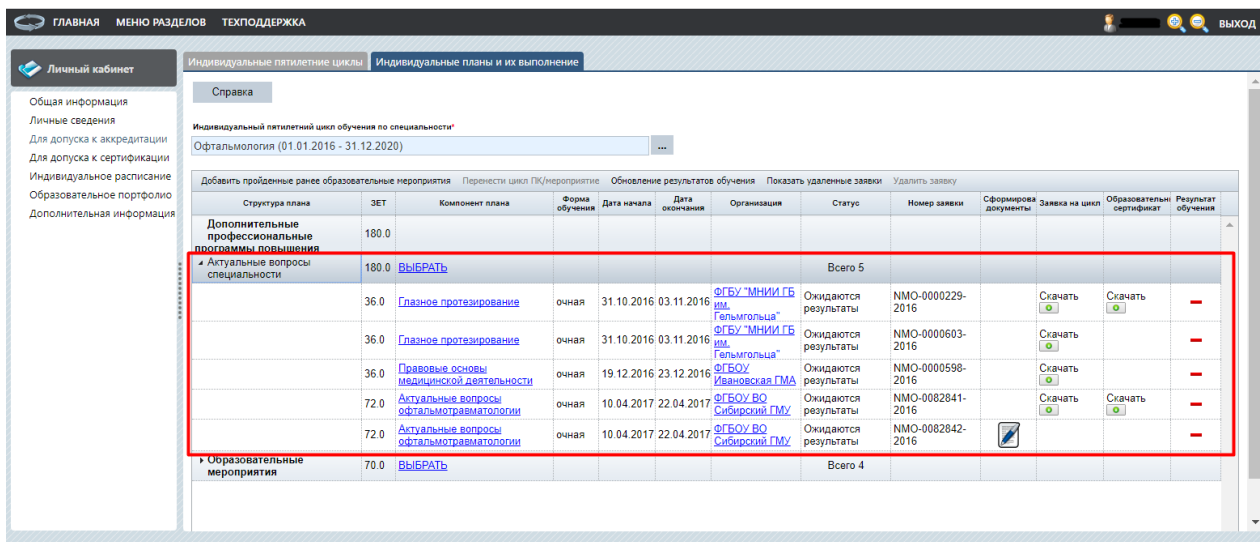 ГЛАВНАЯ МЕНЮ РАЗДЕЛОВ ТЕХПОДДЕРЖКА ВЫХОД
Личный кабинет
Общая информация
Личные сведения
Для допуска к аккредитации
Для допуска к сертификации
Индивидуальное расписание
Образовательное портфолио
Дополнительная информация
Индивидуальные пятилетние циклы Индивидуальные планы и их выполнение
Справка
Индивидуальный пятилетний цикл обучения по специальности*
Офтальмология (01.01.2016 - 31.12.2020) ...
Добавить пройденные ранее образовательные мероприятия Перенести цикл ПК/мероприятие Обновление результатов обучения Показать удаленные заявки Удалить заявку
Структура плана ЗЕТ Компонент плана Форма обучения Дата начала Дата окончания Организация Статус Номер заявки Сформирова документы Заявка на цикл Образовательн сертификат Результат обучения
Дополнительные
профессиональные 180.0
программы повышения
Актуальные вопросы
специальности 180.0 ВЫБРАТЬ Всего 5
36.0 Глазное протезирование очная 31.10.2016 03.11.2016 ФГБУ "МНИИ ГБ им. Гельмгольца" Ожидаются результаты NMO-0000229-2016 Скачать Скачать
36.0 Глазное протезирование очная 31.10.2016 03.11.2016 ФГБУ "МНИИ ГБ им. Гельмгольца" Ожидаются результаты NMO-0000603-2016 Скачать
36.0 Правовые основы медицинской деятельности очная 19.12.2016 23.12.2016 ФГБОУ Ивановская ГМА Ожидаются результаты NMO-0000598-2016 Скачать
72.0 Актуальные вопросы офтальмотравматологии очная 10.04.2017 22.04.2017 ФГБОУ ВО Сибирский ГМУ Ожидаются результаты NMO-0082841-2016 Скачать Скачать
72.0 Актуальные вопросы офтальмотравматологии очная 10.04.2017 22.04.2017 ФГБОУ ВО Сибирский ГМУ Ожидаются результаты NMO-0082842-2016
Образовательные
мероприятия 70.0 ВЫБРАТЬ Всего 4